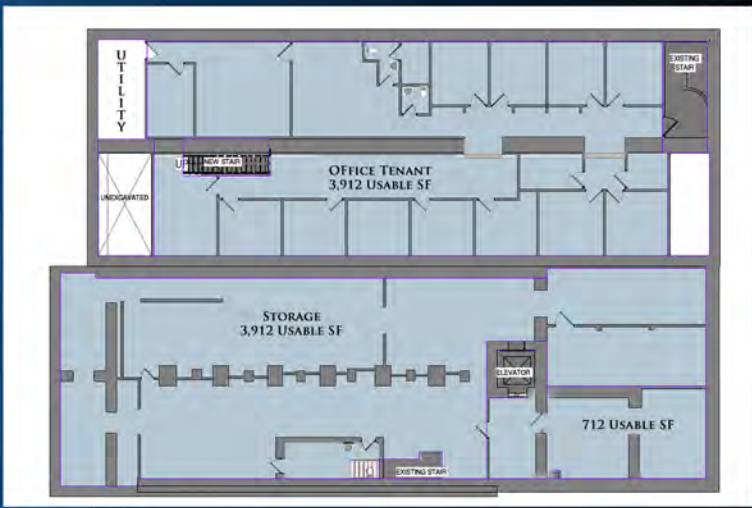 UTILITY
EXISTING
STAIR
UP
NEW STAIR
OFFICE TENANT
3,912 USABLE SF
UNEXCAVATED
STORAGE
3,912 USABLE SF
ELEVATOR
712 USABLE SF
EXISTING STAIR